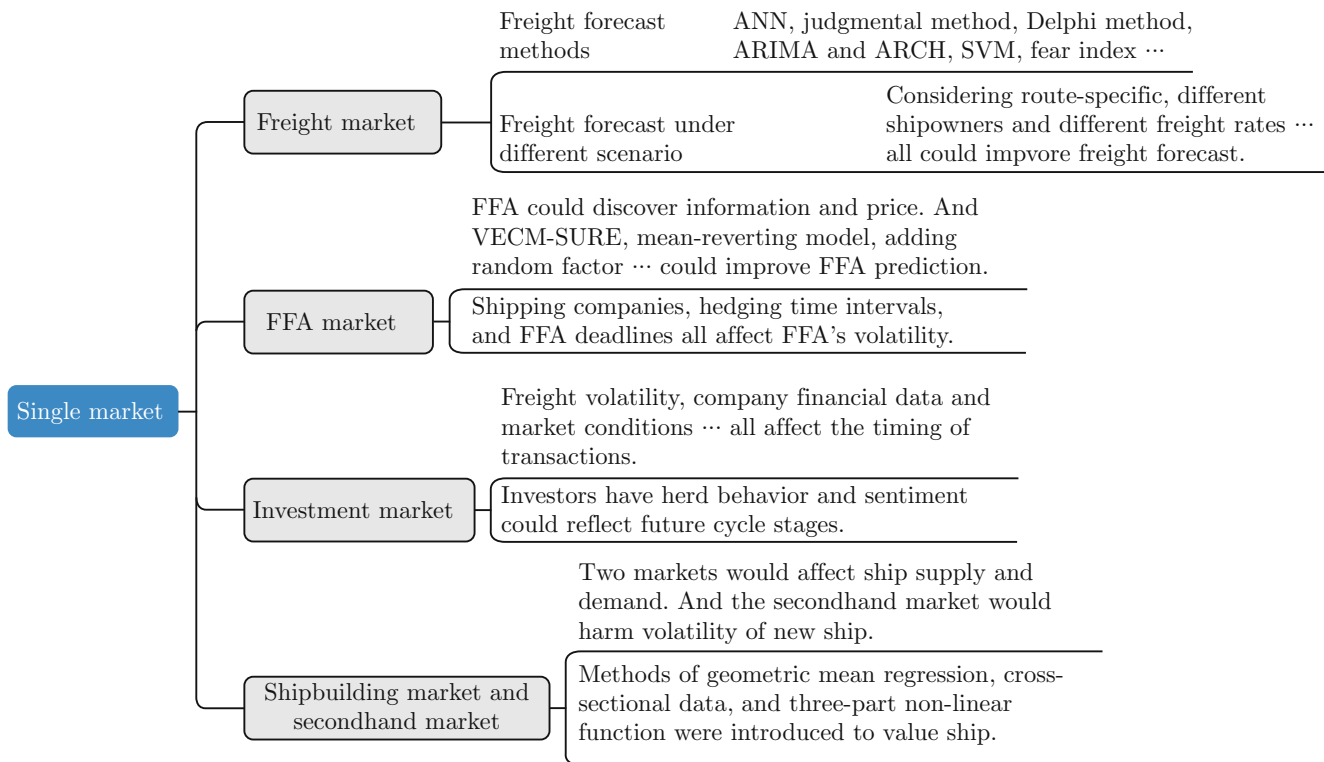 Single market
Freight market
Freight forecast
methods
ANN, judgmental method, Delphi method,
ARIMA and ARCH, SVM, fear index ···
Freight forecast under
different scenario
Considering route-specific, different
shipowners and different freight rates ···
all could impvore freight forecast.
FFA market
FFA could discover information and price. And
VECM-SURE, mean-reverting model, adding
random factor ··· could improve FFA prediction.
Shipping companies, hedging time intervals,
and FFA deadlines all affect FFA's volatility.
Investment market
Freight volatility, company financial data and
market conditions ··· all affect the timing of
transactions.
Investors have herd behavior and sentiment
could reflect future cycle stages.
Shipbuilding market and
secondhand market
Two markets would affect ship supply and
demand. And the secondhand market would
harm volatility of new ship.
Methods of geometric mean regression, cross-
sectional data, and three-part non-linear
function were introduced to value ship.